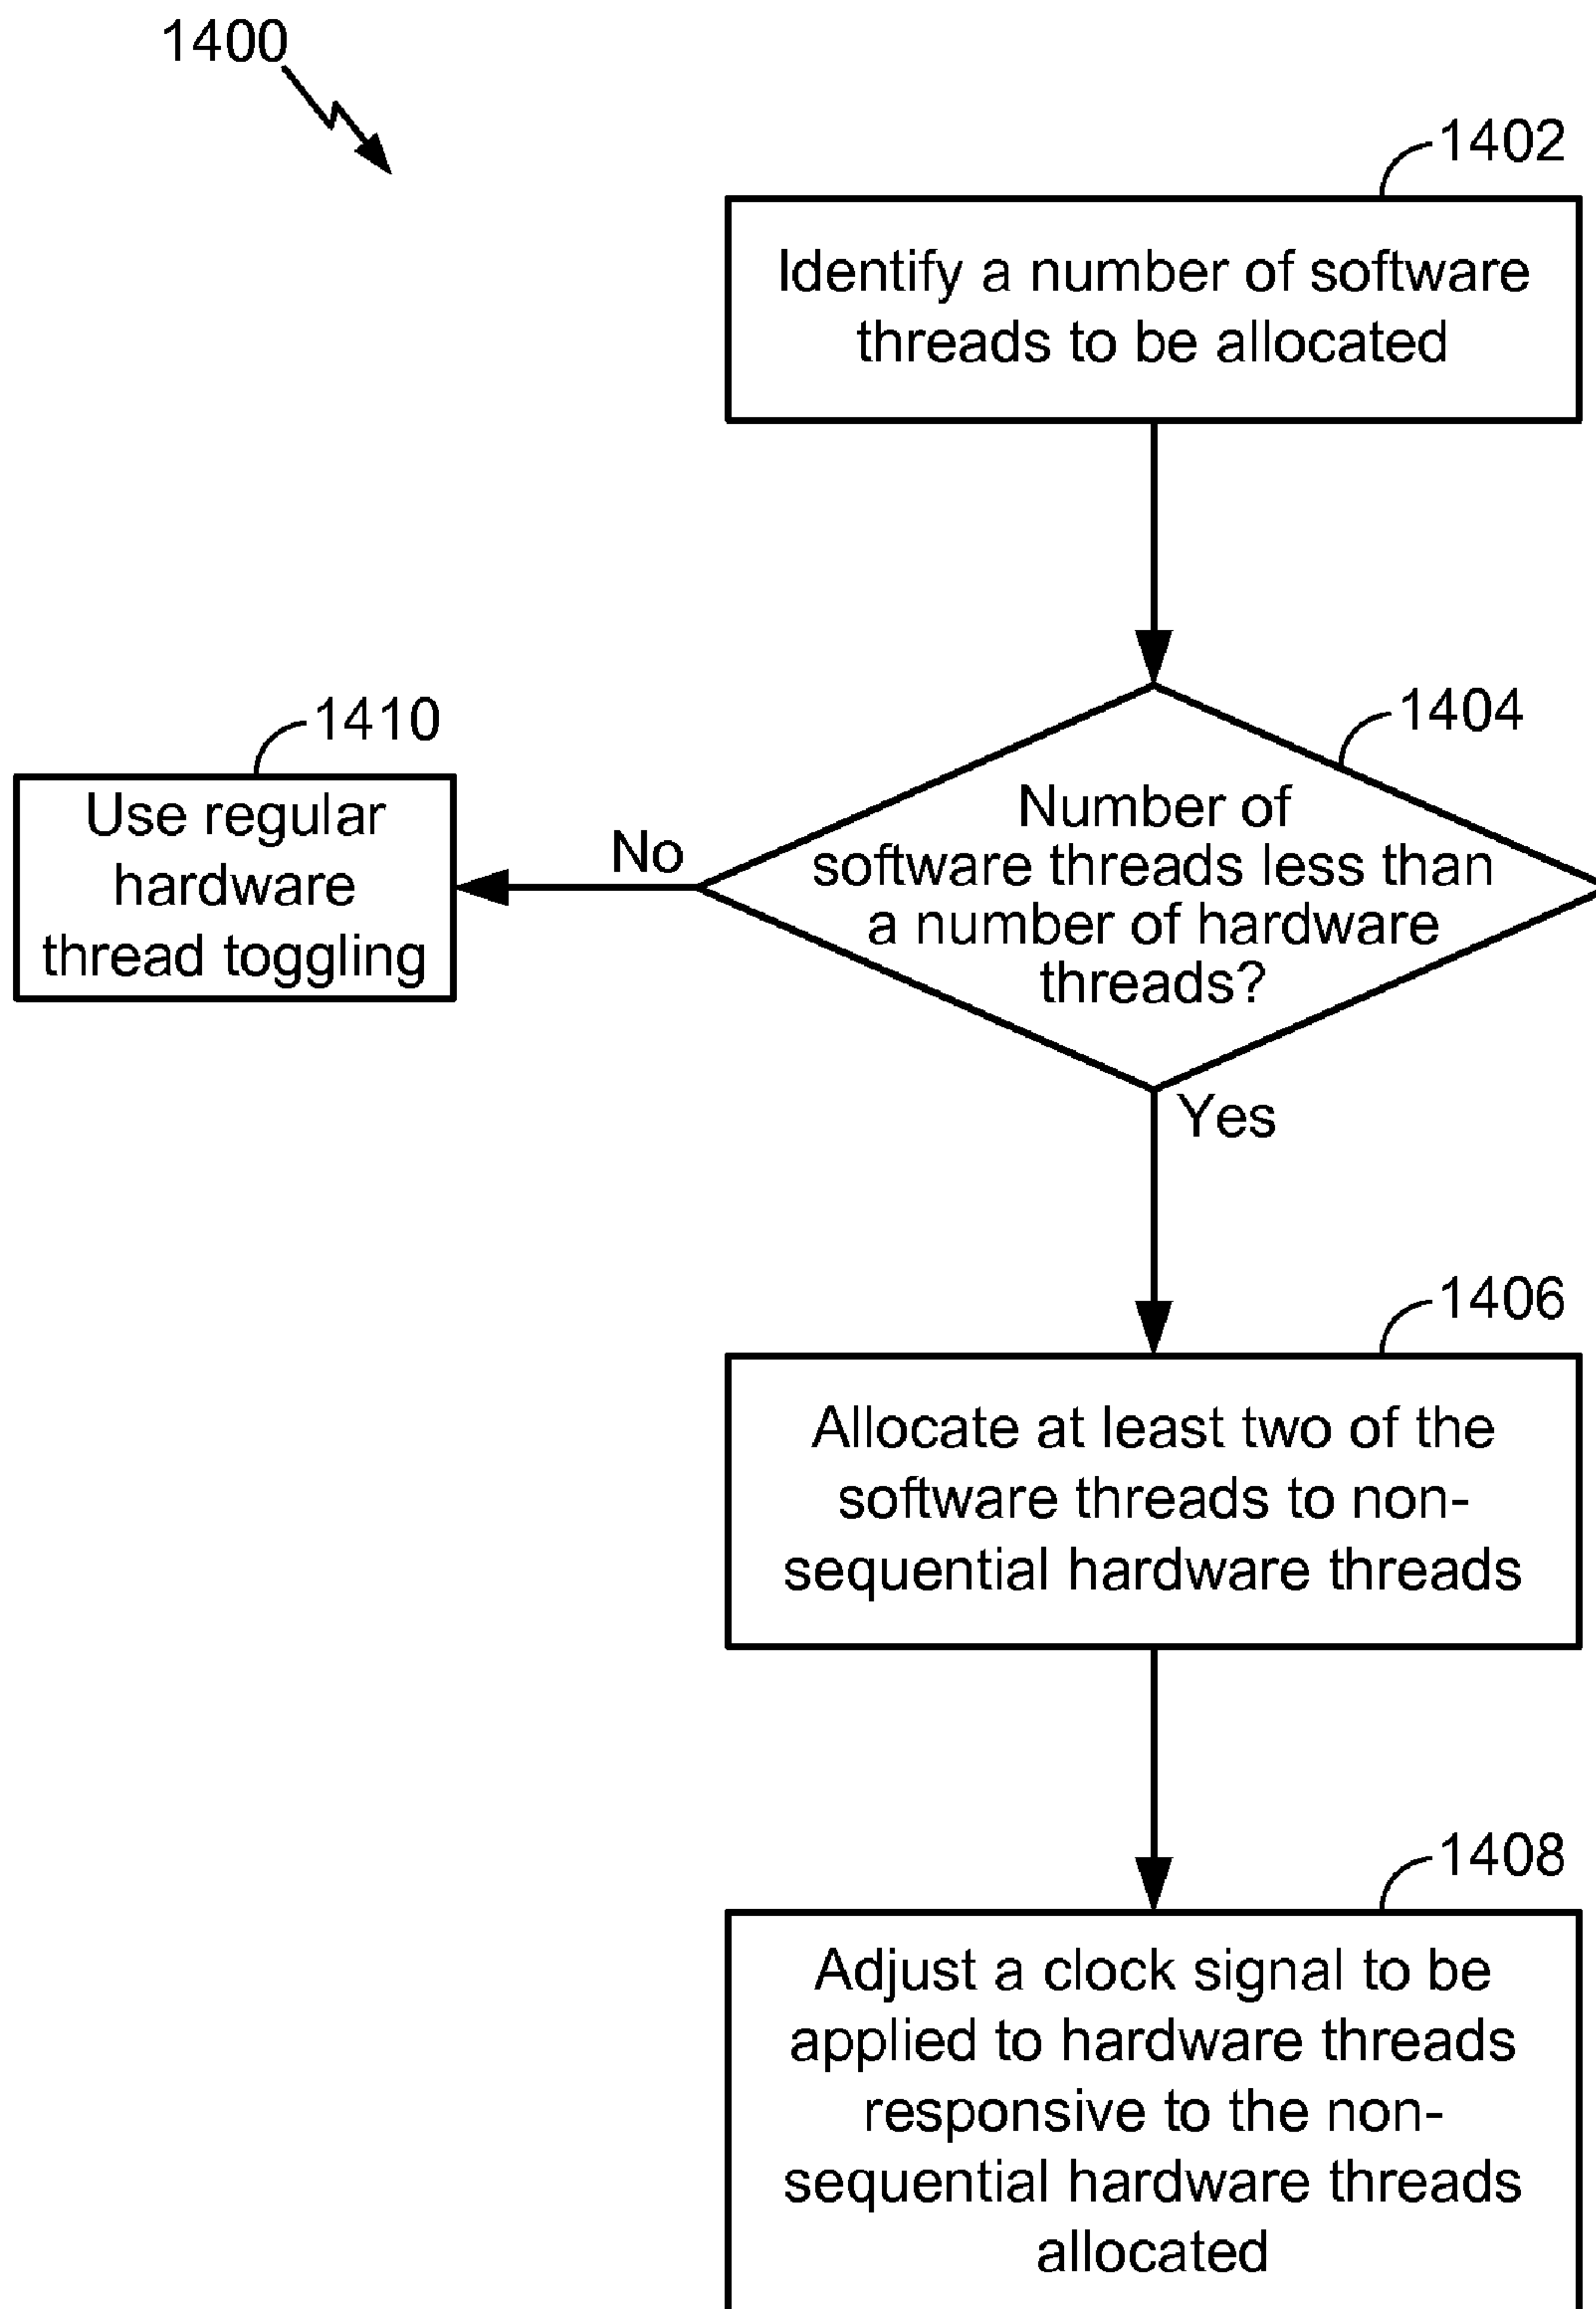 1400
1402
Identify a number of software
threads to be allocated
1404
Number of
software threads less than
a number of hardware
threads?
No
1410
Use regular
hardware
thread toggling
Yes
1406
Allocate at least two of the
software threads to non-
sequential hardware threads
1408
Adjust a clock signal to be
applied to hardware threads
responsive to the non-
sequential hardware threads
allocated